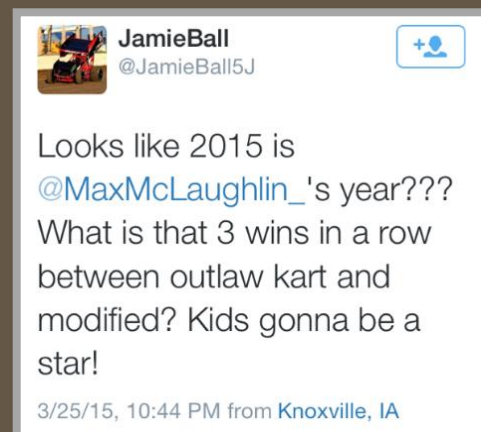 JamieBall
@JamieBall5J
Looks like 2015 is
@MaxMcLaughlin_'s year???
What is that 3 wins in a row
between outlaw kart and
modified? Kids gonna be a
star!
3/25/15, 10:44 PM from Knoxville, IA